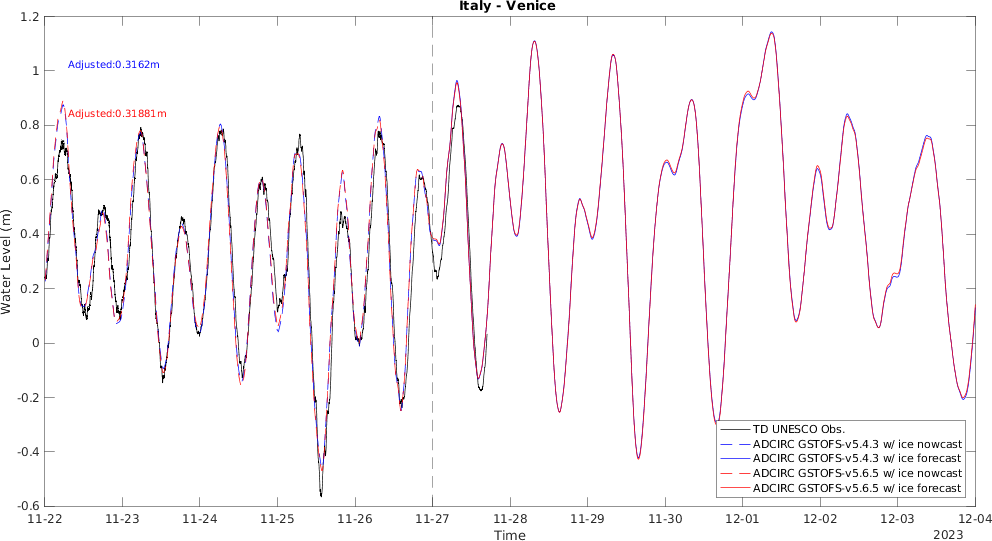 Italy - Venice
1.2
1
0.8
0.6
0.4
0.2
0
-0.2
-0.4
-0.6
Water Level (m)
Adjusted:0.3162m
Adjusted:0.31881m
TD UNESCO Obs.
ADCIRC GSTOFS-v5.4.3 w/ ice nowcast
ADCIRC GSTOFS-v5.4.3 w/ ice forecast
ADCIRC GSTOFS-v5.6.5 w/ ice nowcast
ADCIRC GSTOFS-v5.6.5 w/ ice forecast
11-22 11-23 11-24 11-25 11-26 11-27 11-28 11-29 11-30 12-01 12-02 12-03 12-04
Time
2023